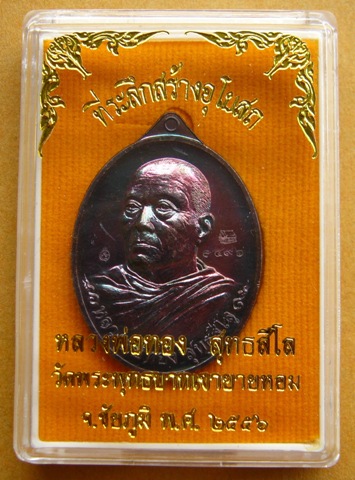 ที่ระลึกสร้างอุโบสถ
หลวงพ่อทอง สุทธสีโล
วัดพระพุทธบาทเขายายหอม
จ.ชัยภูมิ พ.ศ. ๒๕๕๖